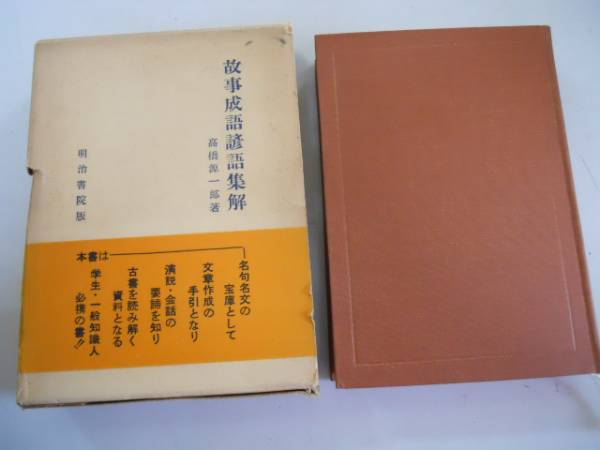 故事成語諺語集解
高橋源一郎著
明治書院版
名句名文の
宝庫として
文章作成の
手引となり
演説・会話の
要諦を知り
古書を読み解く
資料となる
本書は
学生・一般知識人
必携の書!!